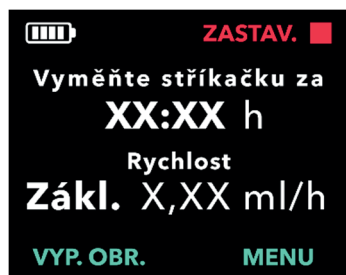 ZASTAV.
Vyměňte stříkačku za
XX:XX h
Rychlost
Zákl. X,XX ml/h
VYP. OBR. MENU